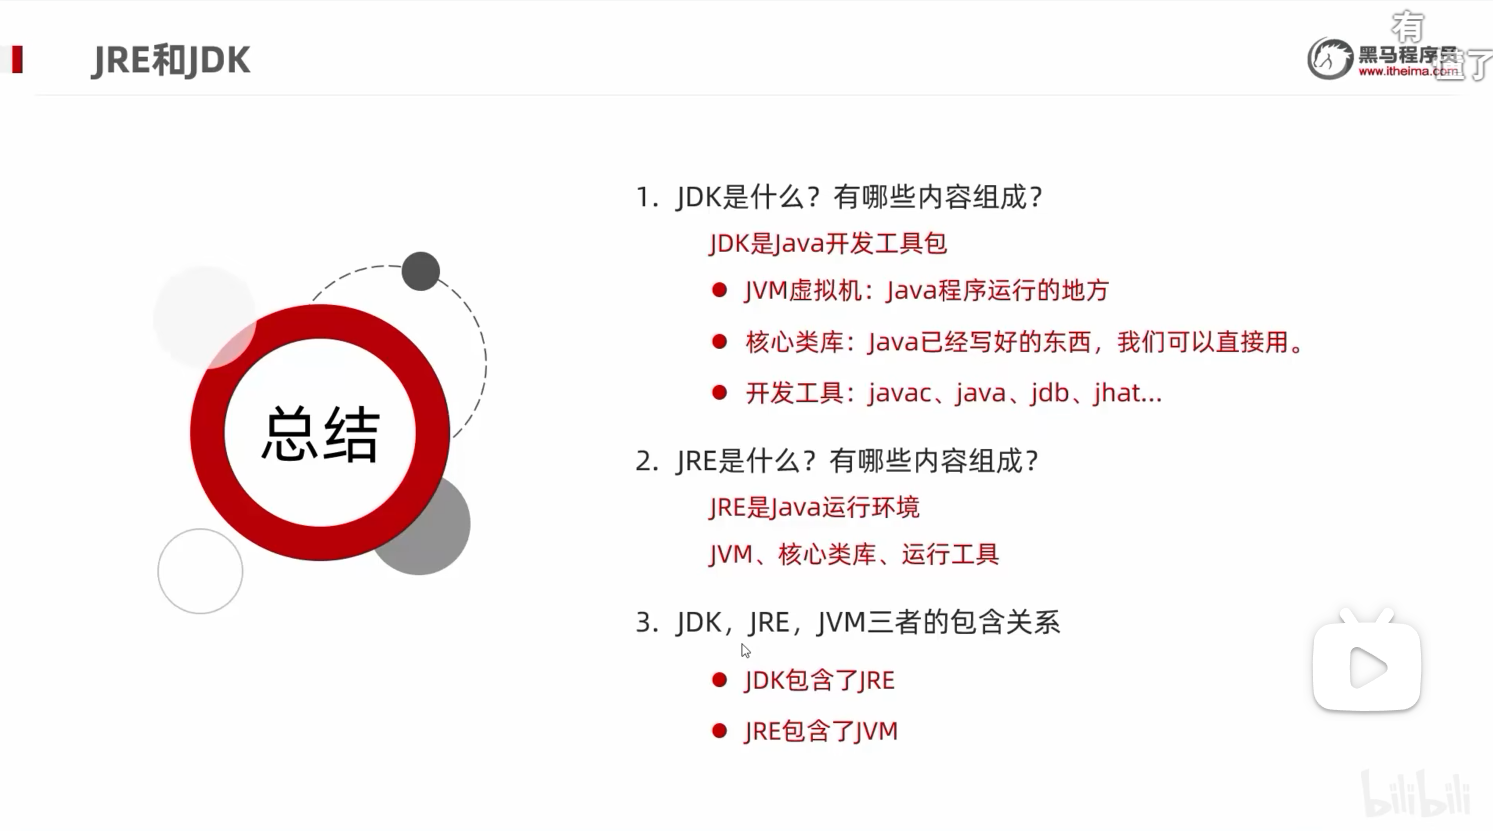 有
JRE和JDK
黑马程序员
www.itheima.com
懂了
1. JDK是什么？有哪些内容组成？
JDK是Java开发工具包
JVM虚拟机：Java程序运行的地方
核心类库：Java已经写好的东西，我们可以直接用。
开发工具：javac、java、jdb、jhat...
总结
2. JRE是什么？有哪些内容组成？
JRE是Java运行环境
JVM、核心类库、运行工具
3. JDK，JRE，JVM三者的包含关系
JDK包含了JRE
JRE包含了JVM
bilibili